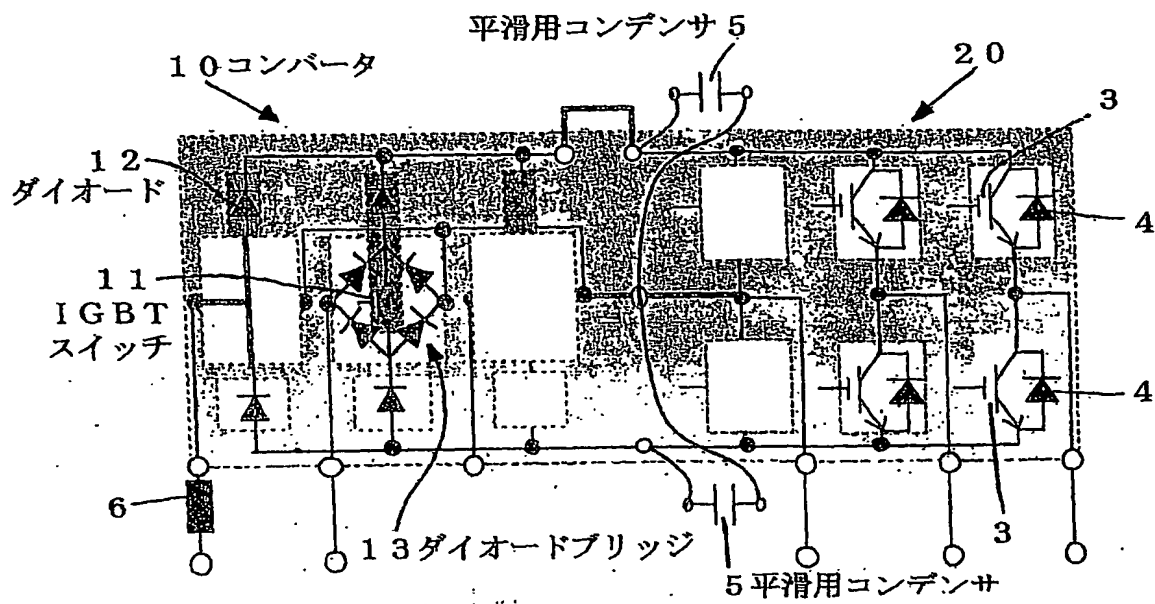 平滑用コンデンサ5
10コンバータ
20
3
12
ダイオード
4
11
IGBT
スイッチ
4
6
13ダイオードブリッジ
3
5平滑用コンデンサ